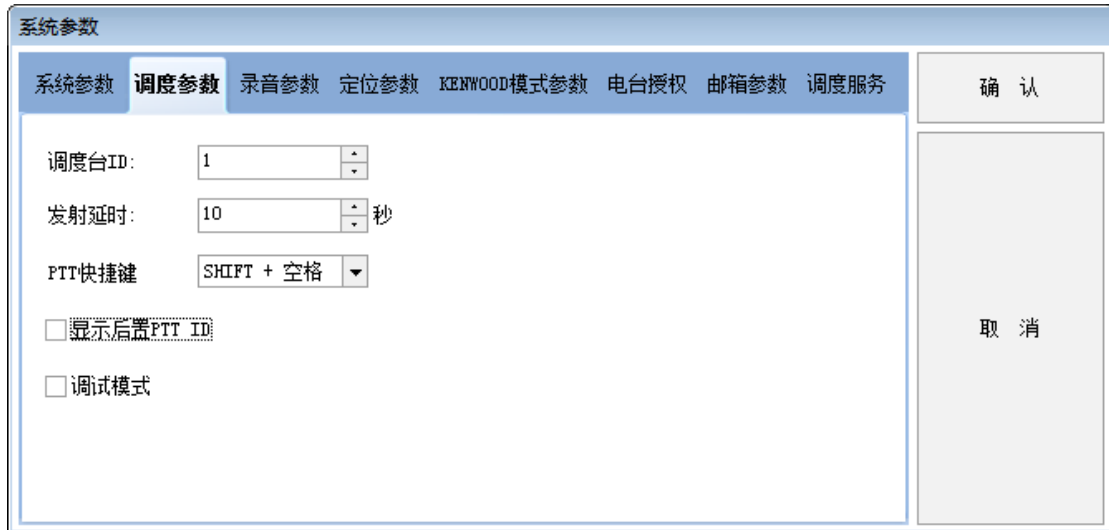 系统参数
系统参数 调度参数 录音参数 定位参数 KENWOOD模式参数 电台授权 邮箱参数 调度服务
确 认
调度台ID: 1
发射延时: 10 秒
PTT快捷键 SHIFT + 空格
显示后置PTT ID
取 消
调试模式